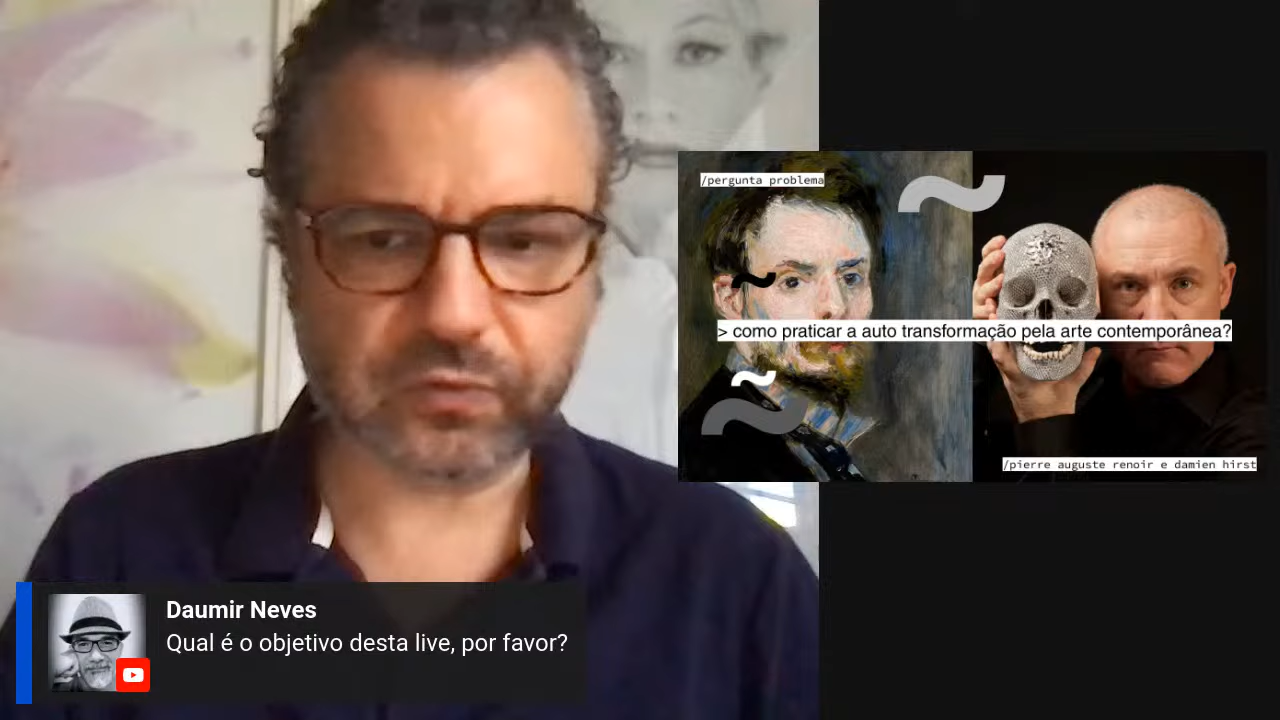 /pergunta problema
> como praticar a auto transformação pela arte contemporânea?
/pierre auguste renoir e damien hirst
Daumir Neves
Qual é o objetivo desta live, por favor?